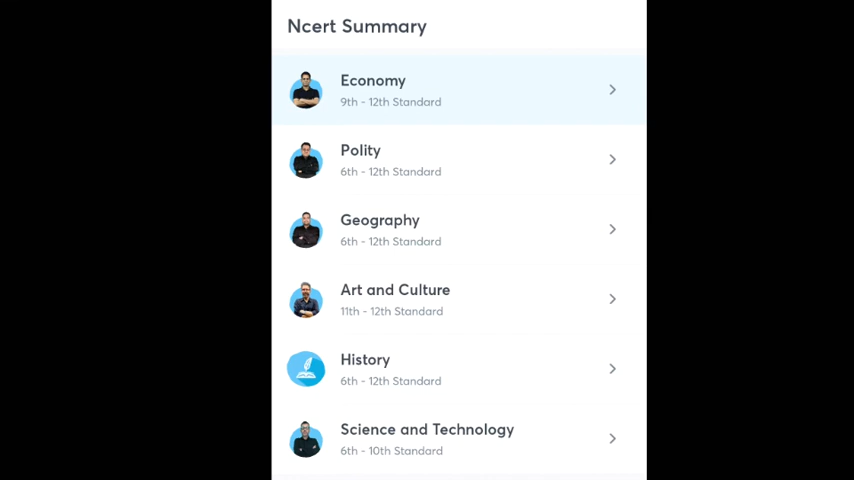 Ncert Summary
Economy
9th - 12th Standard
Polity
6th - 12th Standard
Geography
6th - 12th Standard
Art and Culture
11th - 12th Standard
History
6th - 12th Standard
Science and Technology
6th - 10th Standard